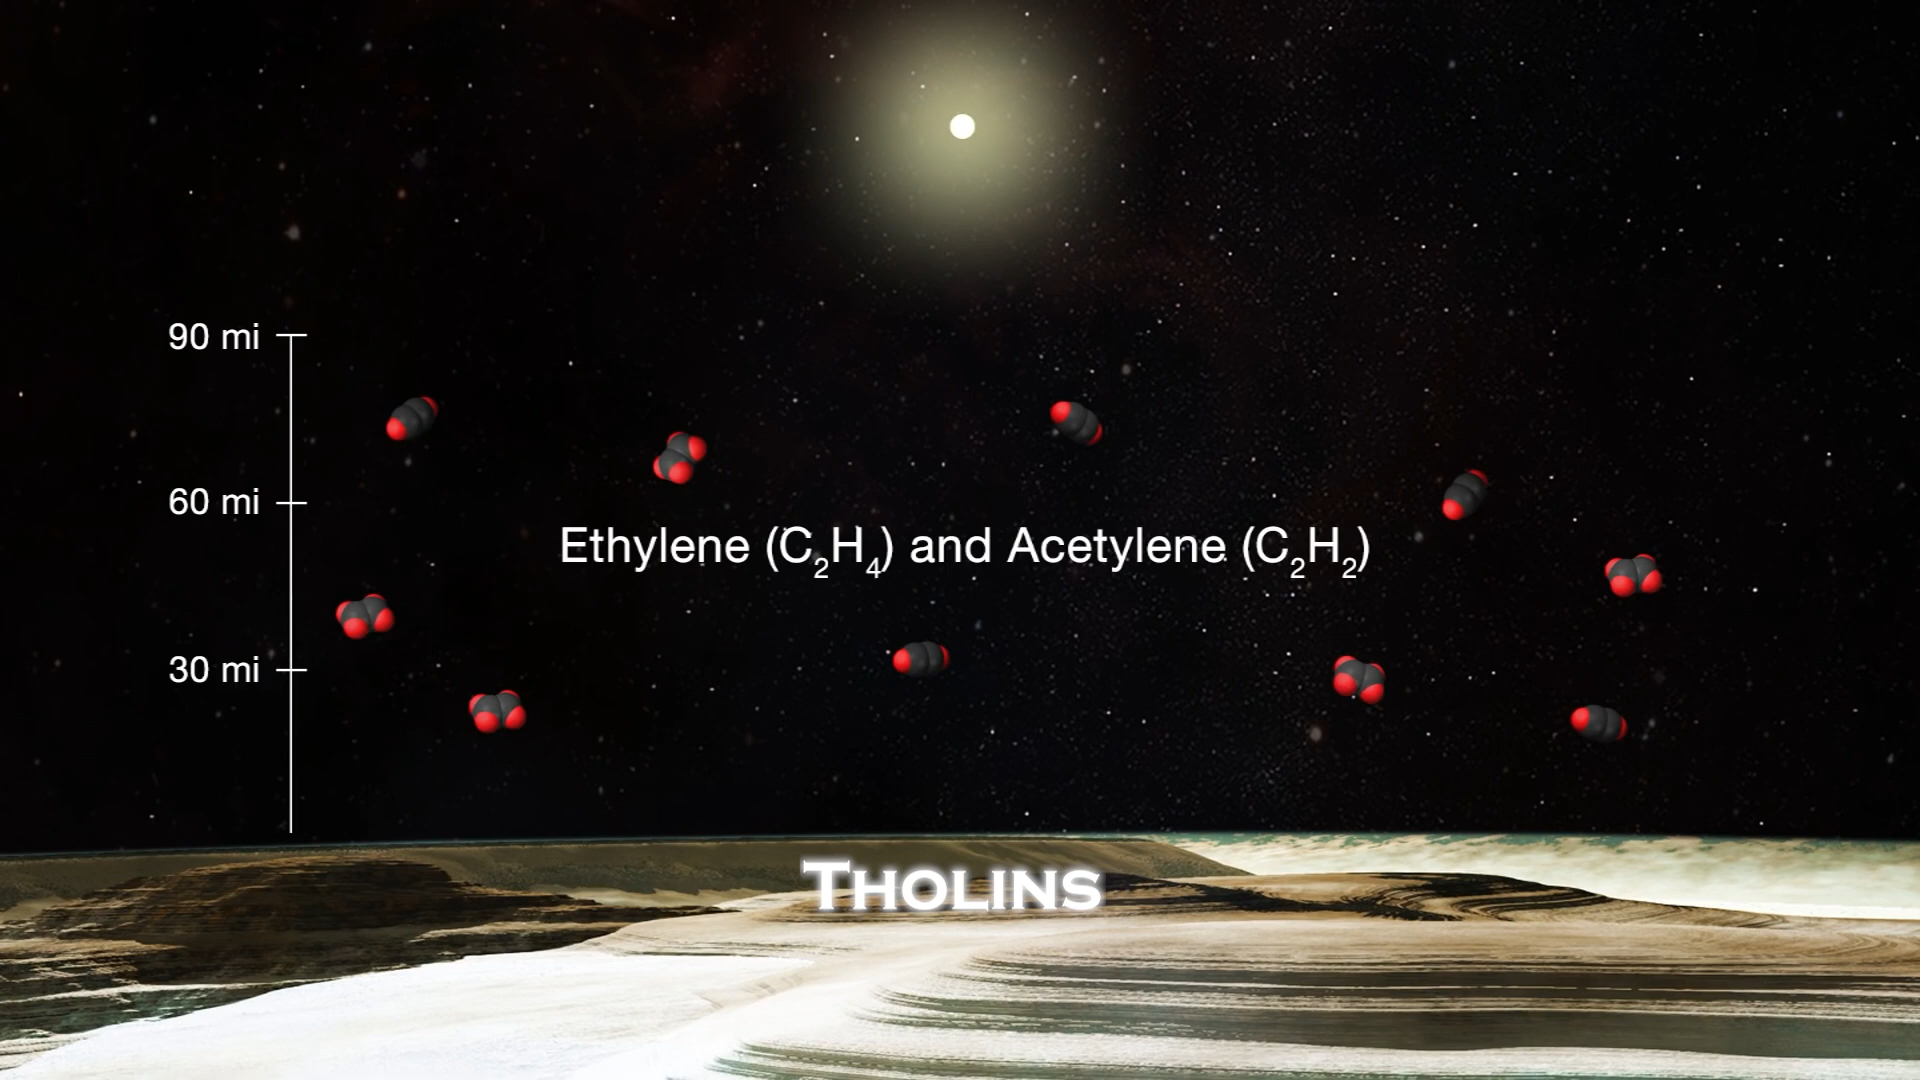 90 mi
60 mi
Ethylene (C₂H₄) and Acetylene (C₂H₂)
30 mi
Tholins